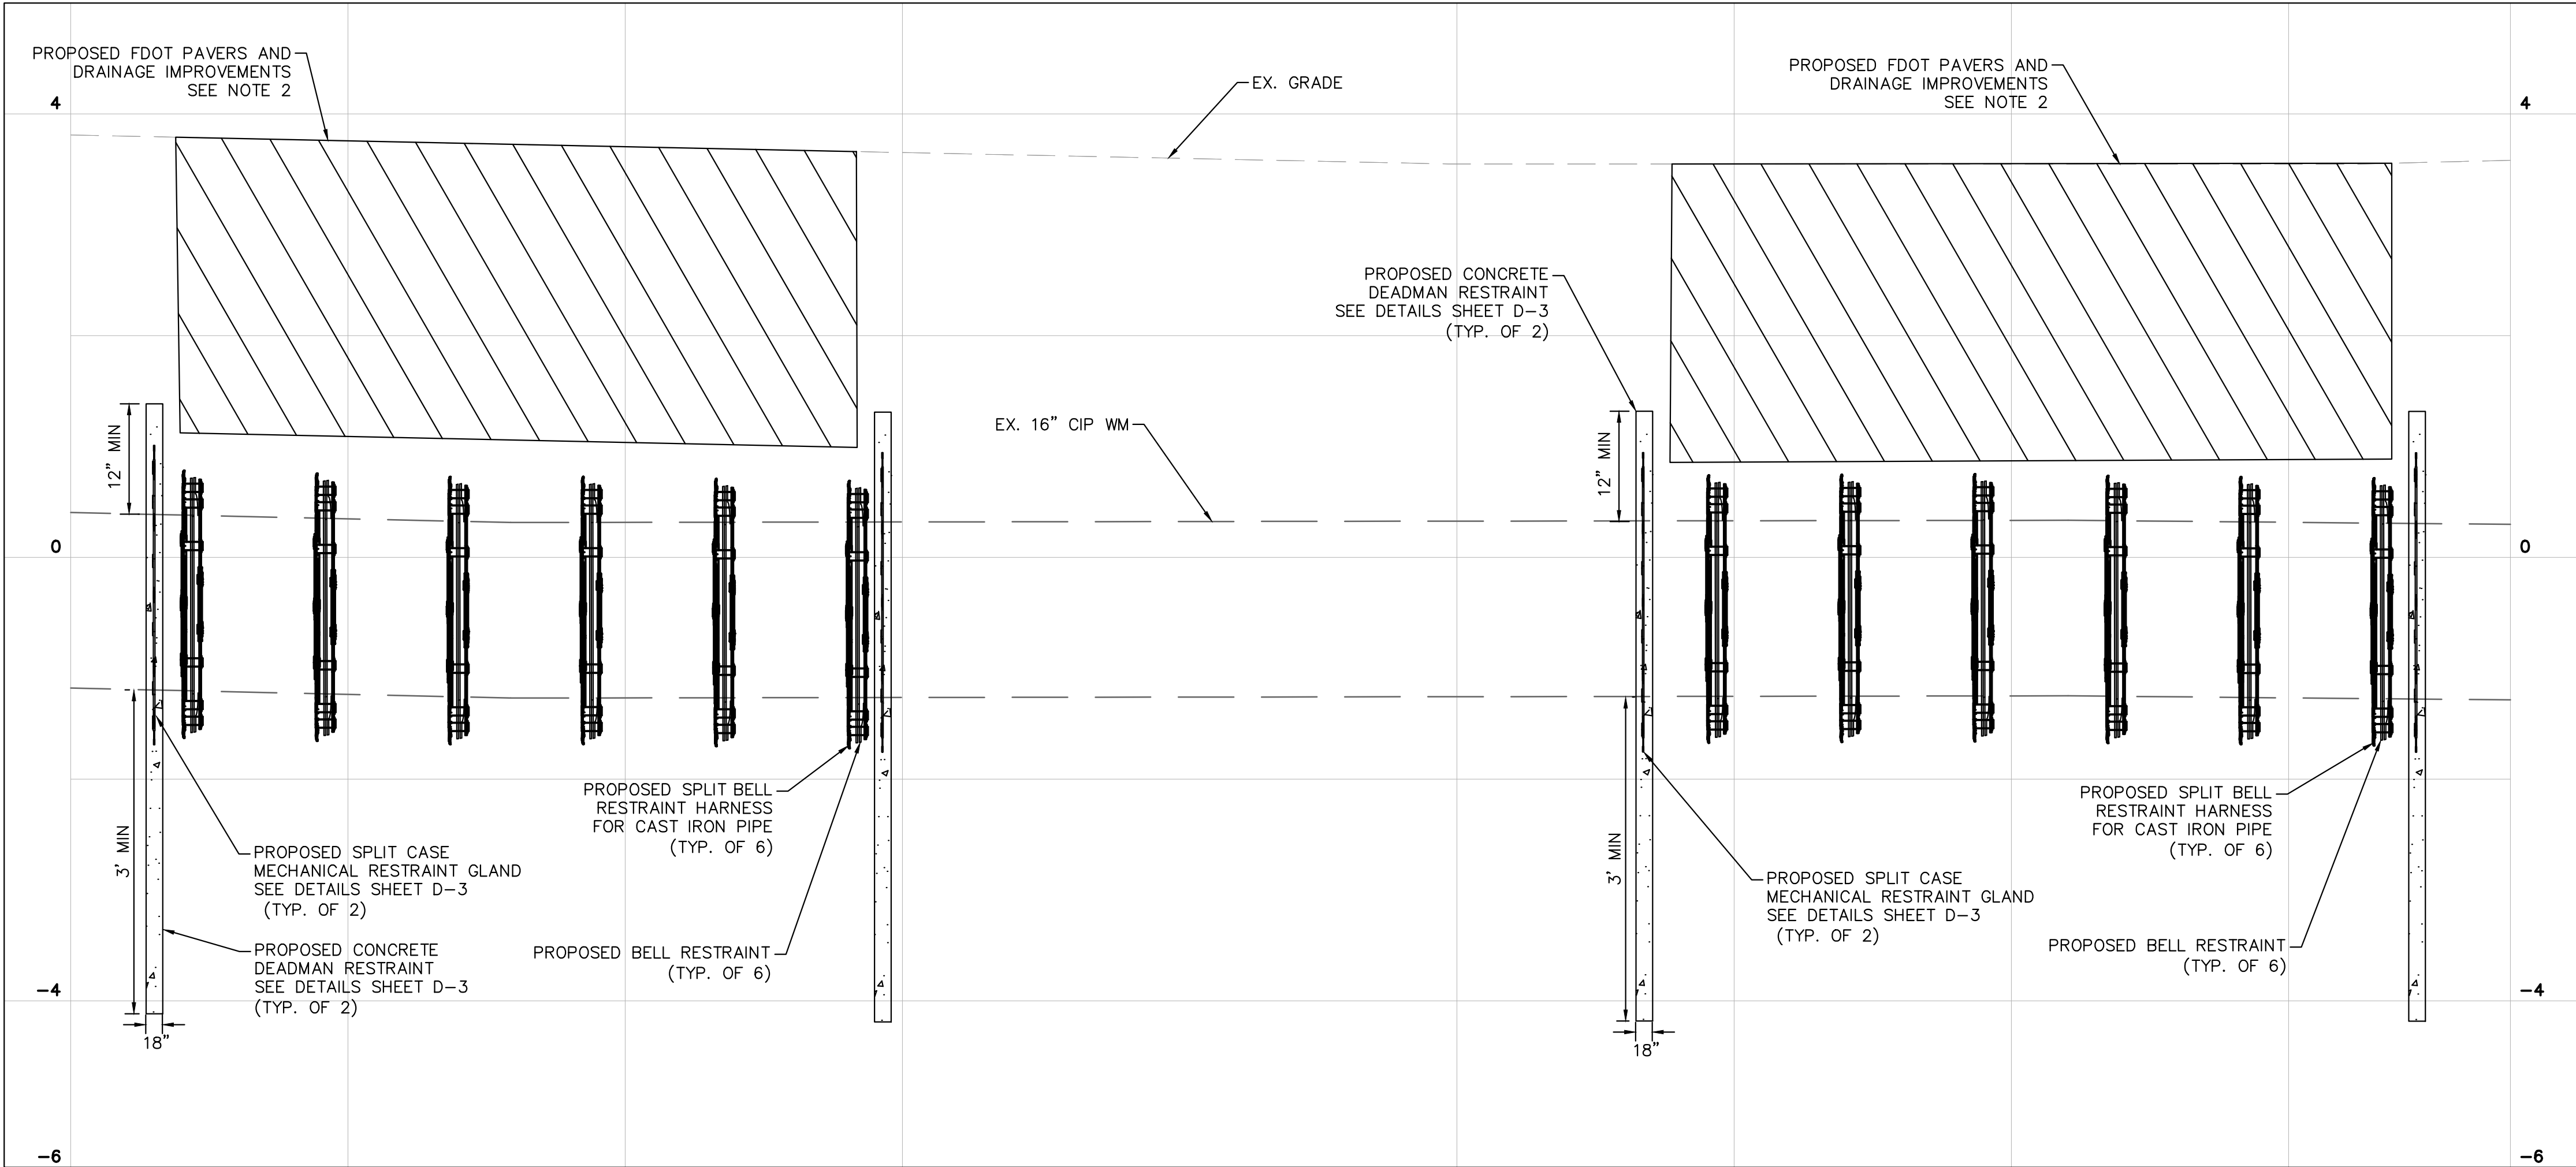 PROPOSED FDOT PAVERS AND
DRAINAGE IMPROVEMENTS
SEE NOTE 2
EX. GRADE
PROPOSED FDOT PAVERS AND
DRAINAGE IMPROVEMENTS
SEE NOTE 2
4
4
PROPOSED CONCRETE
DEADMAN RESTRAINT
SEE DETAILS SHEET D-3
(TYP. OF 2)
12" MIN
EX. 16" CIP WM
12" MIN
0
0
PROPOSED SPLIT BELL
RESTRAINT HARNESS
FOR CAST IRON PIPE
(TYP. OF 6)
PROPOSED SPLIT BELL
RESTRAINT HARNESS
FOR CAST IRON PIPE
(TYP. OF 6)
3' MIN
PROPOSED SPLIT CASE
MECHANICAL RESTRAINT GLAND
SEE DETAILS SHEET D-3
(TYP. OF 2)
3' MIN
PROPOSED SPLIT CASE
MECHANICAL RESTRAINT GLAND
SEE DETAILS SHEET D-3
(TYP. OF 2)
PROPOSED CONCRETE
DEADMAN RESTRAINT
SEE DETAILS SHEET D-3
(TYP. OF 2)
PROPOSED BELL RESTRAINT
(TYP. OF 6)
PROPOSED BELL RESTRAINT
(TYP. OF 6)
-4
-4
18"
18"
-6
-6